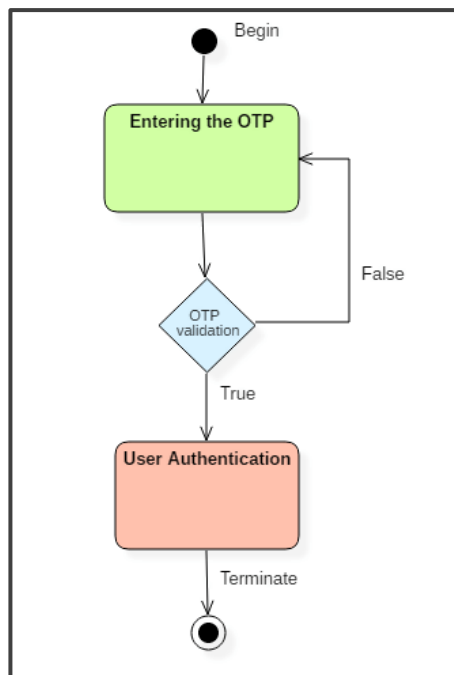 Begin
Entering the OTP
False
OTP
validation
True
User Authentication
Terminate